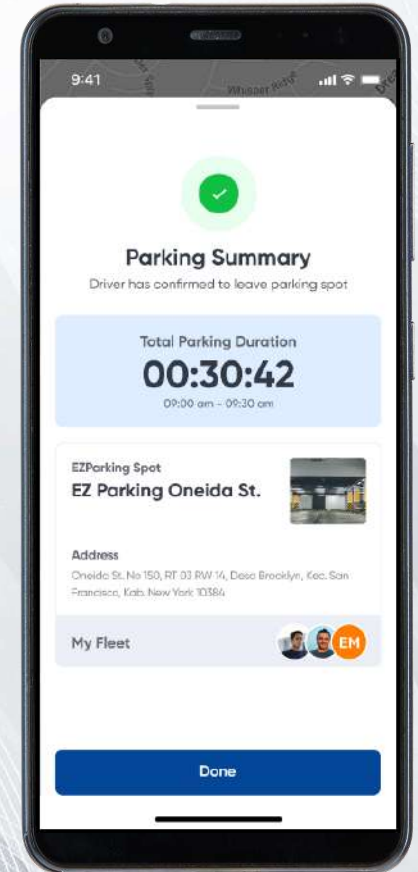 9:41
Whisper Ridge
Parking Summary
Driver has confirmed to leave parking spot
Total Parking Duration
00:30:42
09:00 am - 09:30 am
EZParking Spot
EZ Parking Oneida St.
Address
Oneida St. No 150, RT 03 RW 14, Desa Brooklyn, Kec. San
Francisco, Kab. New York 10384
My Fleet
EM
Done